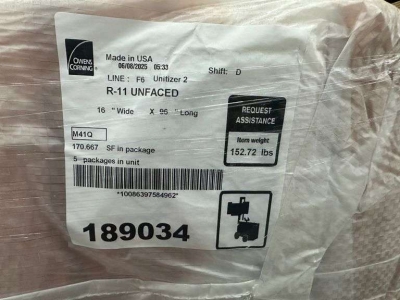 OWENS
CORNING
Made in USA
06/08/2025 05:33
Shift: D
LINE: F6 Unitizer 2
R-11 UNFACED
16 " Wide X 96 " Long
REQUEST
ASSISTANCE
Item weight
152.72 lbs
M41Q
170.667 SF in package
5 packages in unit
*10086397584962*
189034